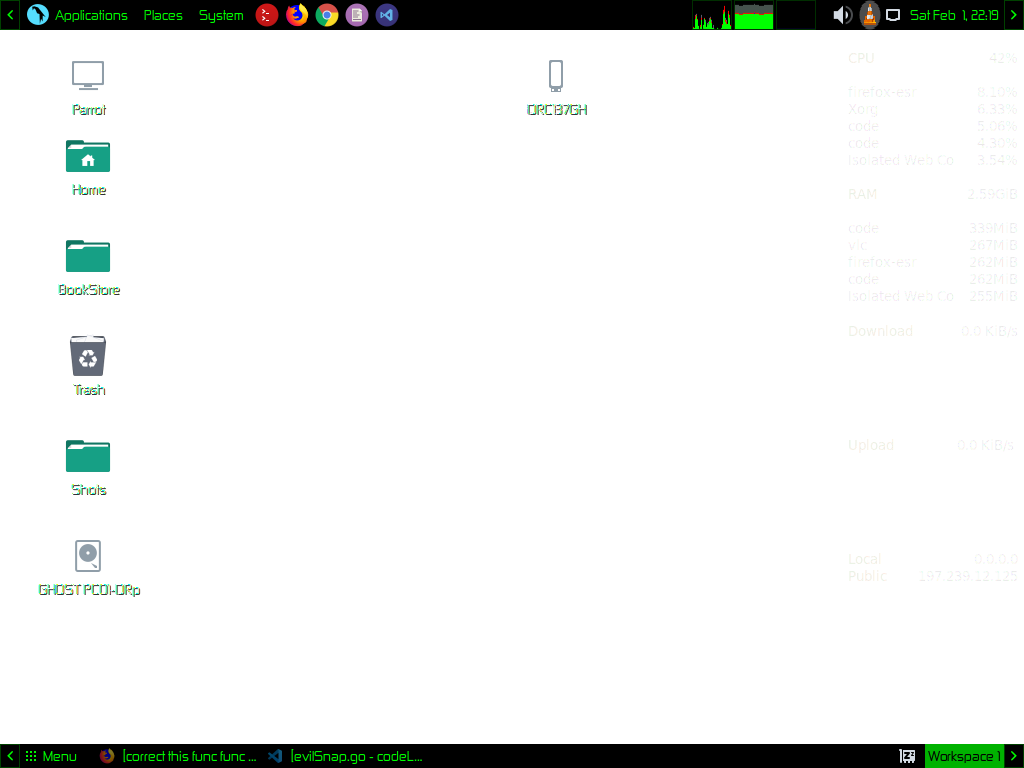 Applications Places System Sat Feb 1, 22:19
Parrot
ORC137GH
Home
BookStore
Trash
Shots
GHOST PC01-ORp
CPU 42%
firefox-esr 8.10%
Xorg 6.33%
code 5.06%
code 4.30%
Isolated Web Co 3.54%
RAM 2.59GiB
code 339MiB
vlc 267MiB
firefox-esr 262MiB
code 262MiB
Isolated Web Co 255MiB
Download 0.0 KiB/s
Upload 0.0 KiB/s
Local 0.0.0.0
Public 197.239.12.125
Menu [correct this func func ... [evilSnap.go - codeL... Workspace 1